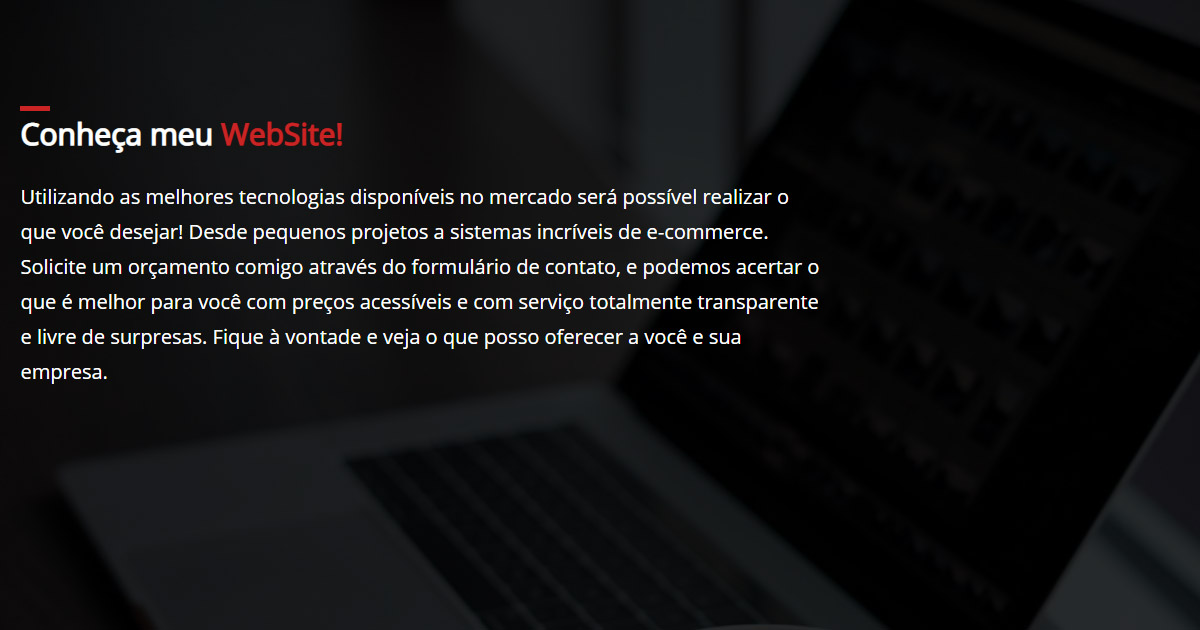 Conheça meu WebSite!
Utilizando as melhores tecnologias disponíveis no mercado será possível realizar o
que você desejar! Desde pequenos projetos a sistemas incríveis de e-commerce.
Solicite um orçamento comigo através do formulário de contato, e podemos acertar o
que é melhor para você com preços acessíveis e com serviço totalmente transparente
e livre de surpresas. Fique à vontade e veja o que posso oferecer a você e sua
empresa.